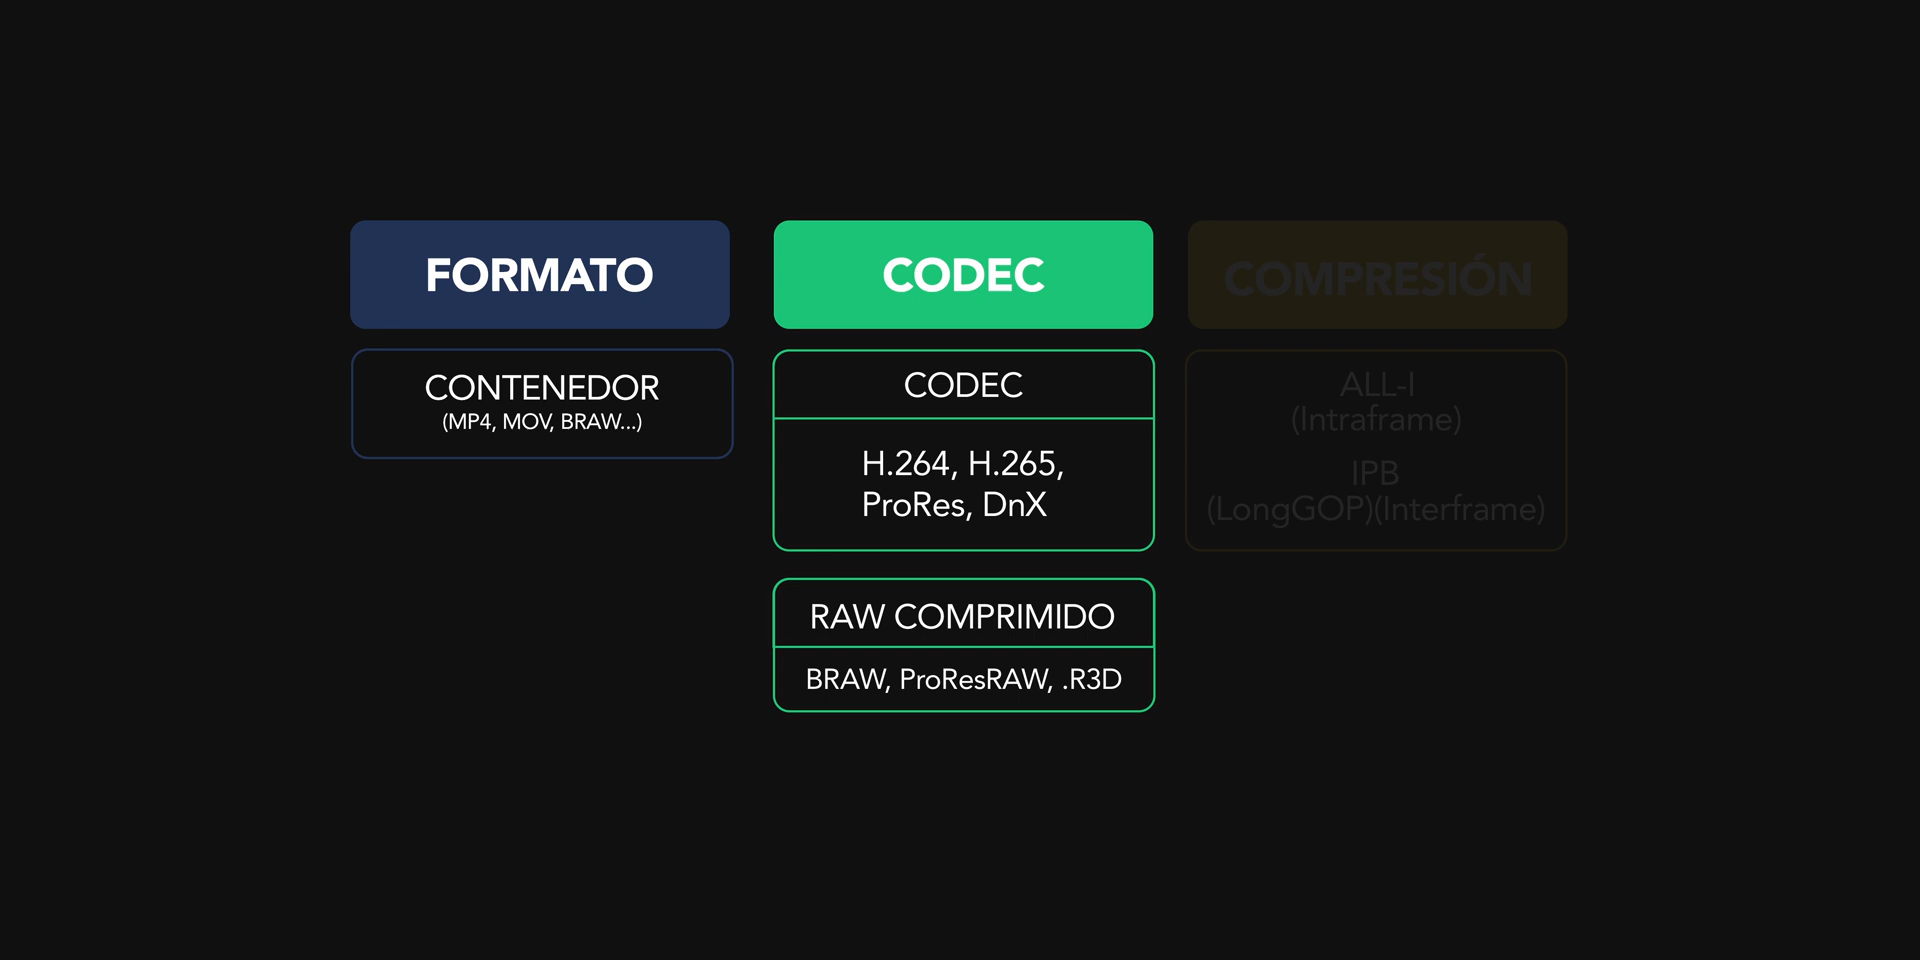 FORMATO
CONTENEDOR
(MP4, MOV, BRAW...)
CODEC
CODEC
H.264, H.265,
ProRes, DnX
RAW COMPRIMIDO
BRAW, ProResRAW, .R3D
COMPRESIÓN
ALL-I
(Intraframe)
IPB
(LongGOP)(Interframe)